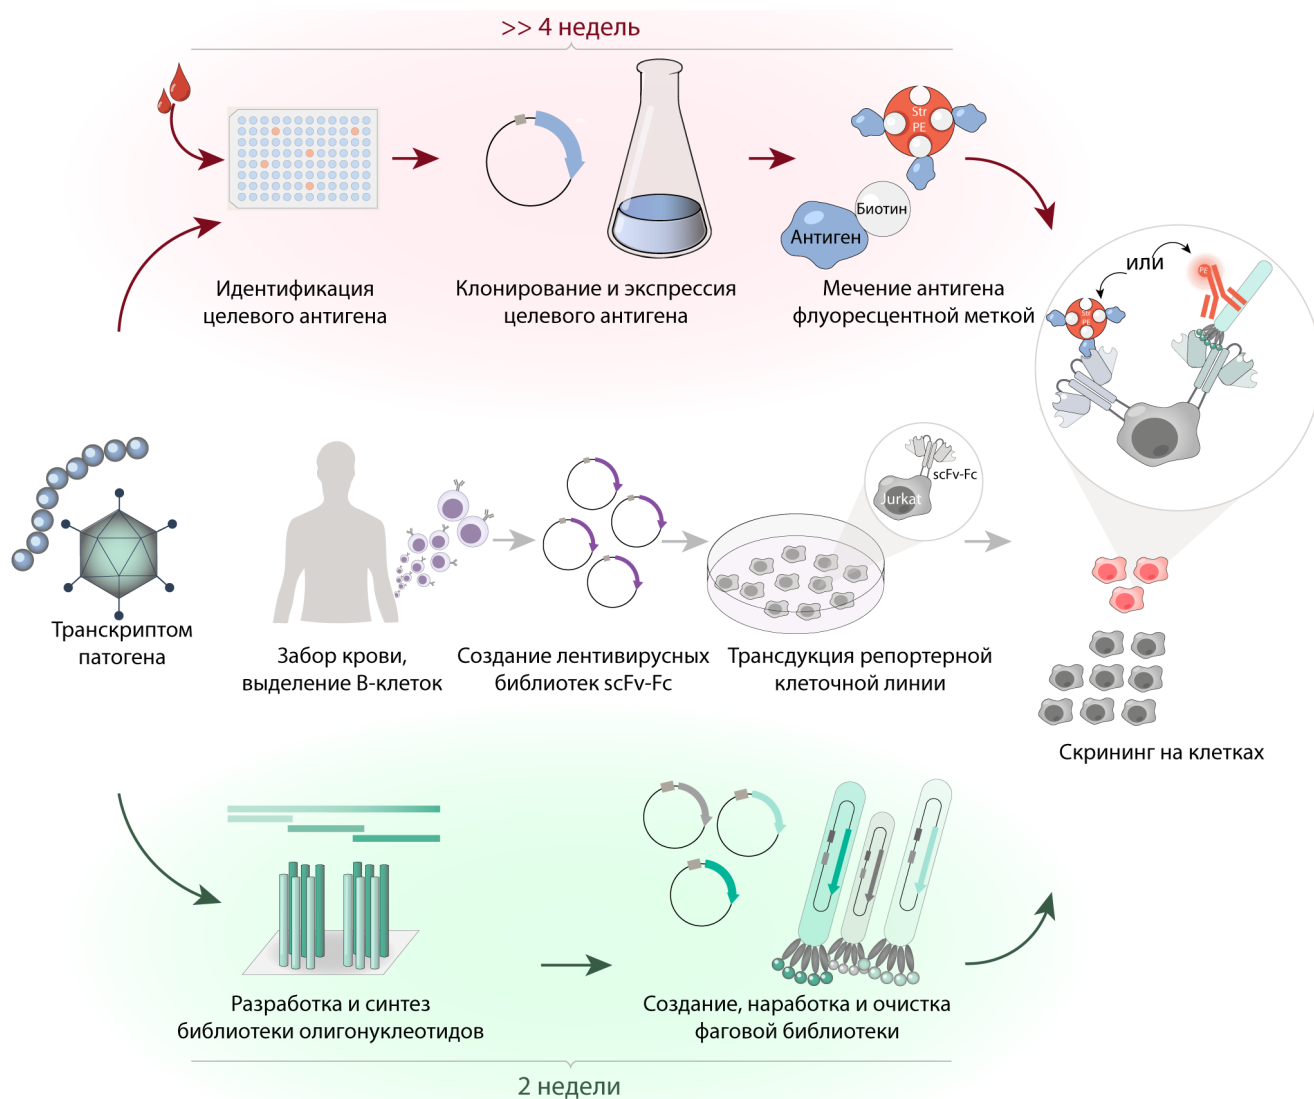 >> 4 недель
Str
PE
Биотин
Антиген
Идентификация
целевого антигена
Клонирование и экспрессия
целевого антигена
Мечение антигена
флуоресцентной меткой
или
PE
Str
PE
scFv-Fc
Jurkat
Транскриптом
патогена
Забор крови,
выделение В-клеток
Создание лентивирусных
библиотек scFv-Fc
Трансдукция репортерной
клеточной линии
Скрининг на клетках
Разработка и синтез
библиотеки олигонуклеотидов
Создание, наработка и очистка
фаговой библиотеки
2 недели